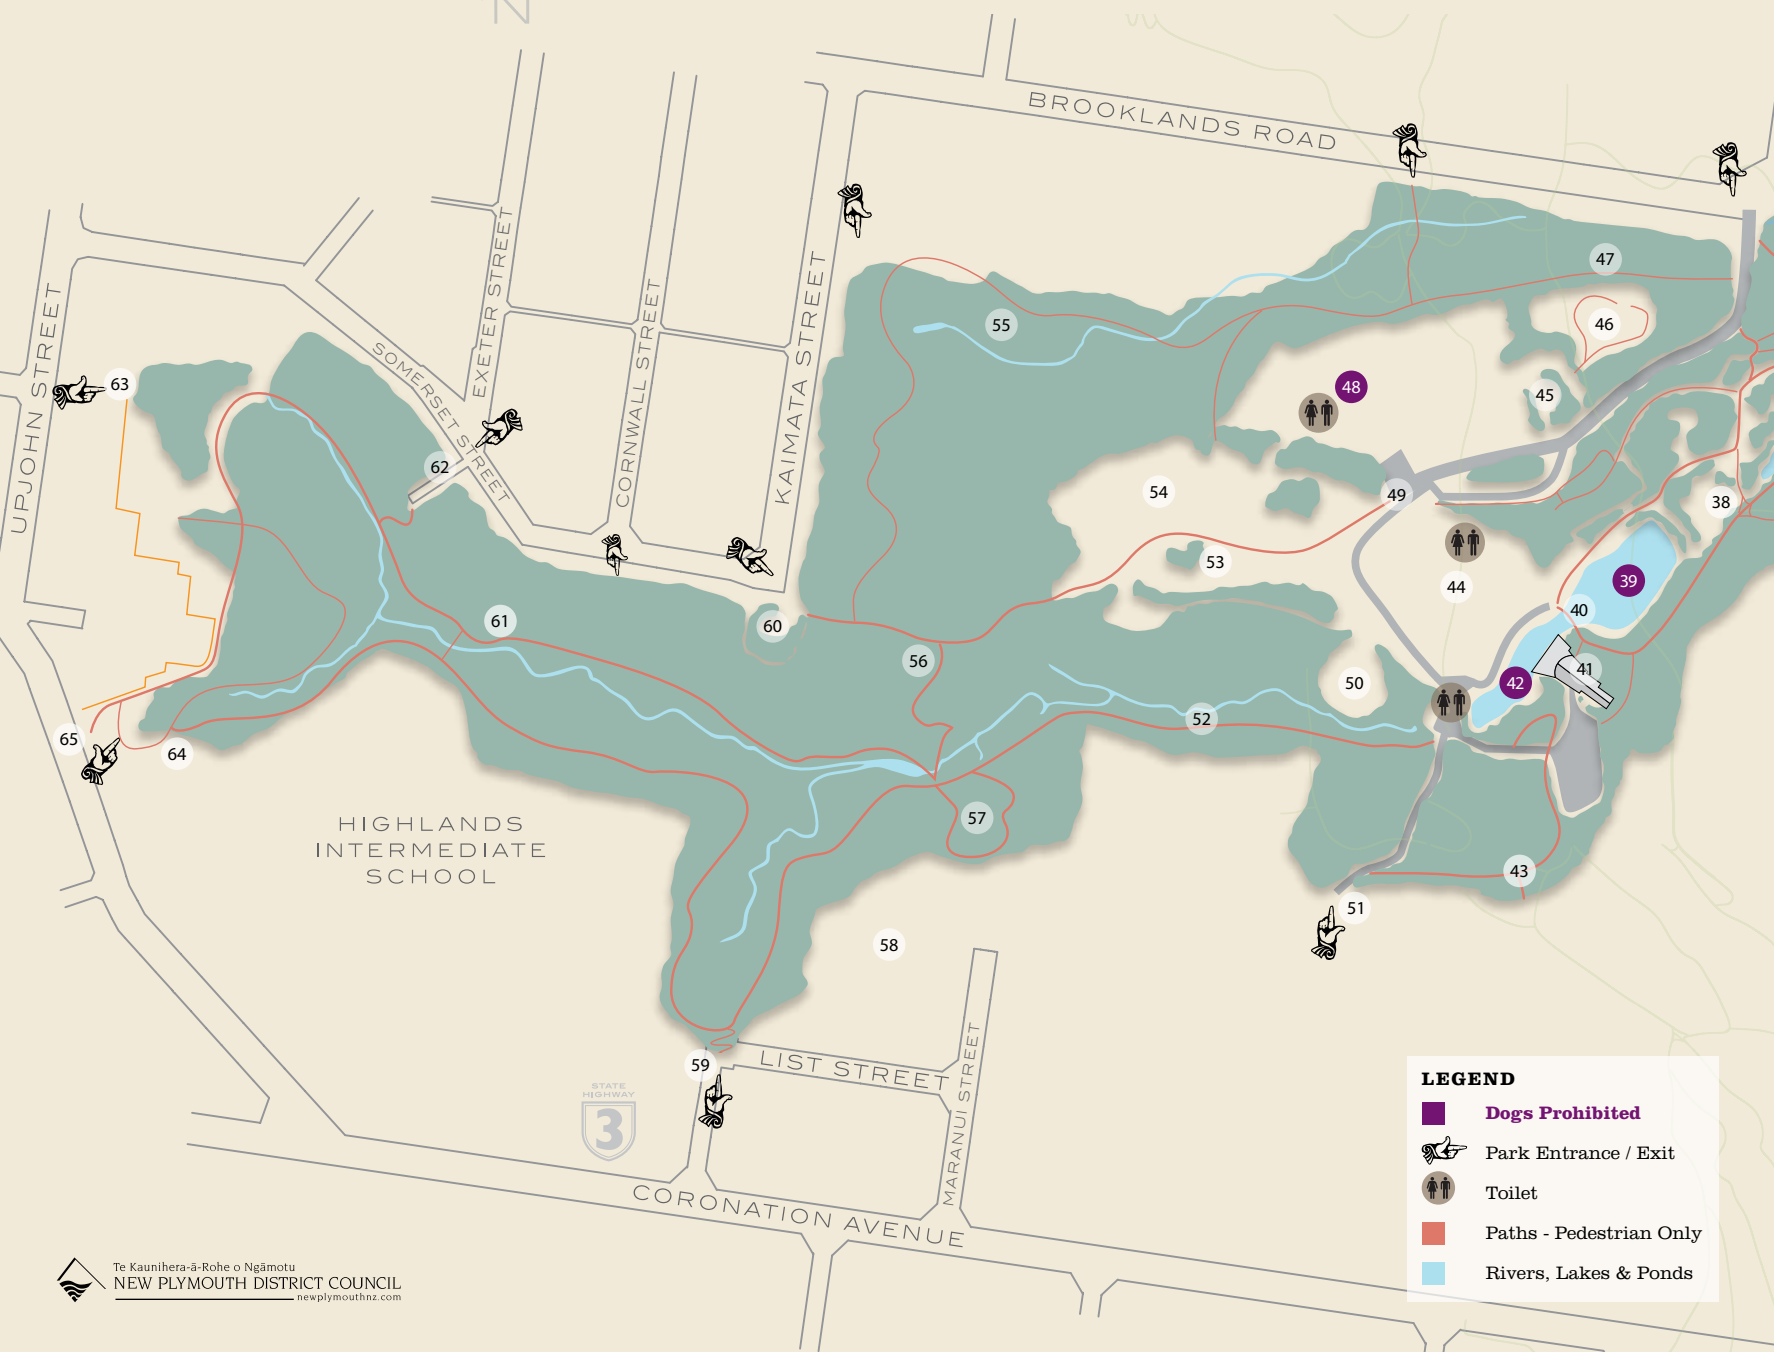 N
BROOKLANDS ROAD
UPJOHN STREET
EXETER STREET
SOMERSET STREET
CORNWALL STREET
KAIMATA STREET
47
46
55
45
48
63
62
54
49
38
53
44
39
40
61
60
56
41
42
50
52
65
64
57
43
51
58
59
HIGHLANDS
INTERMEDIATE
SCHOOL
LIST STREET
MARANUI STREET
STATE
HIGHWAY
3
CORONATION AVENUE
LEGEND
Dogs Prohibited
Park Entrance / Exit
Toilet
Paths - Pedestrian Only
Rivers, Lakes & Ponds
Te Kaunihera-ā-Rohe o Ngāmotu
NEW PLYMOUTH DISTRICT COUNCIL
newplymouthnz.com